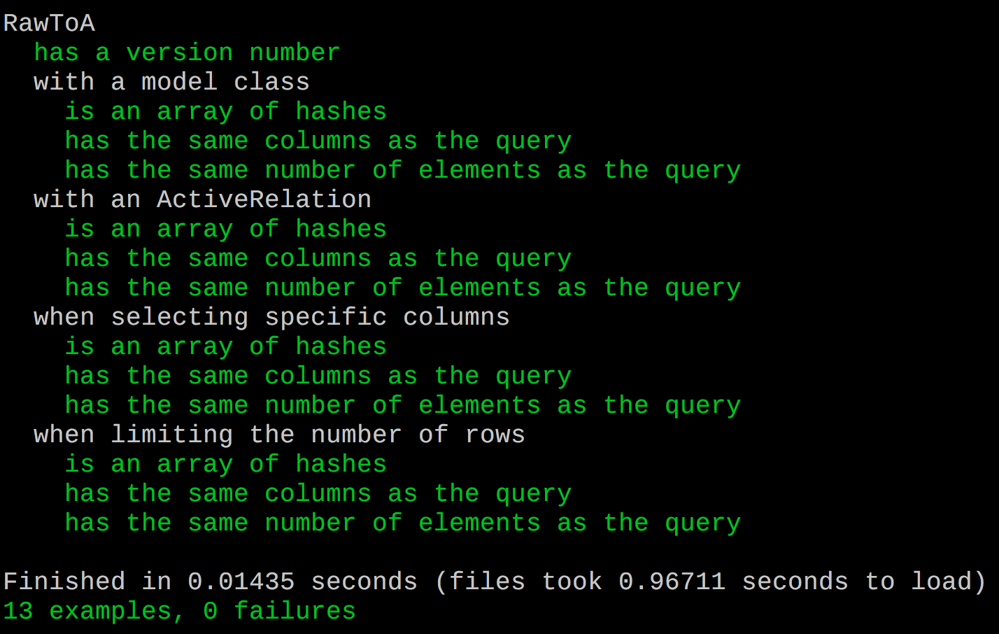 RawToA
has a version number
with a model class
is an array of hashes
has the same columns as the query
has the same number of elements as the query
with an ActiveRelation
is an array of hashes
has the same columns as the query
has the same number of elements as the query
when selecting specific columns
is an array of hashes
has the same columns as the query
has the same number of elements as the query
when limiting the number of rows
is an array of hashes
has the same columns as the query
has the same number of elements as the query
Finished in 0.01435 seconds (files took 0.96711 seconds to load)
13 examples, 0 failures